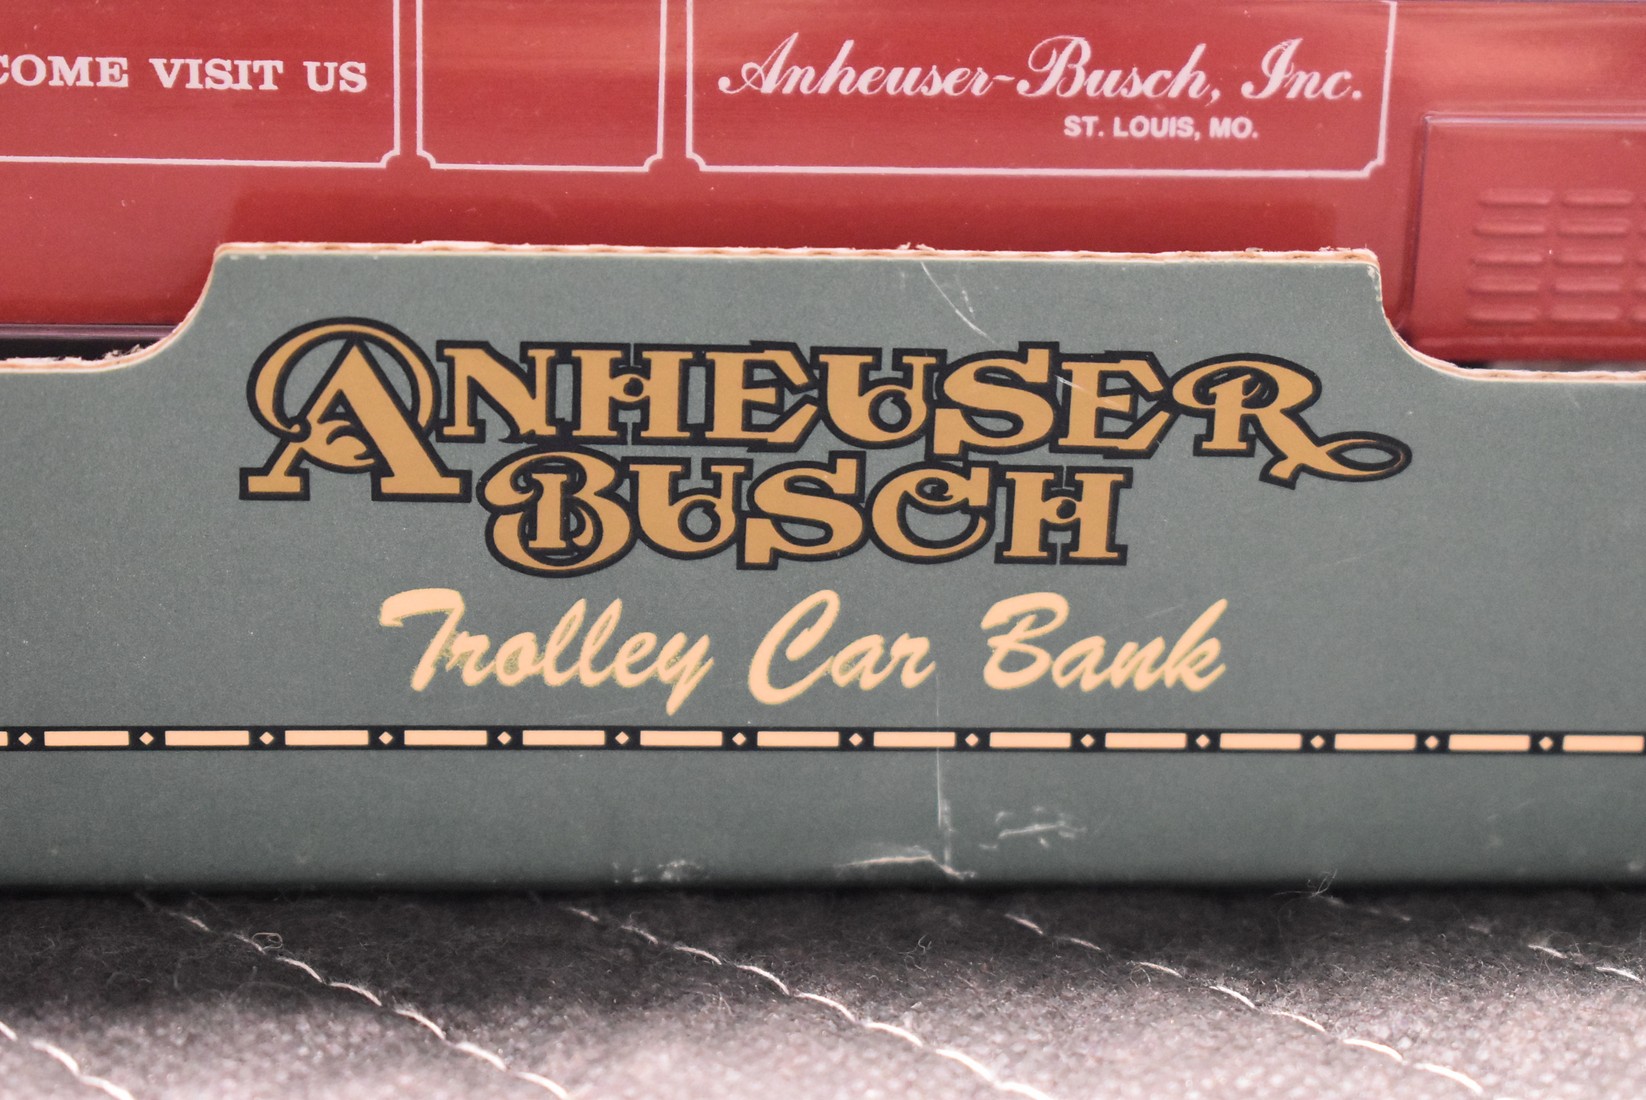 COME VISIT US
Anheuser-Busch, Inc.
ST. LOUIS, MO.
ANHEUSER
BUSCH
Trolley Car Bank